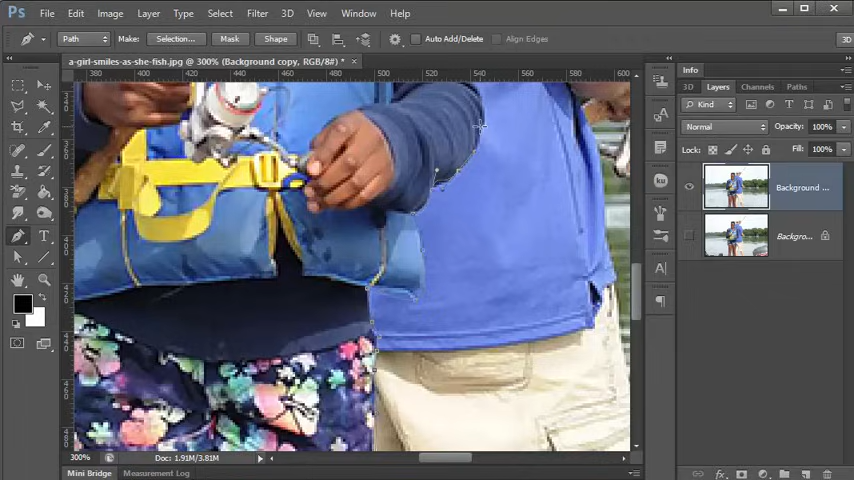 Ps File Edit Image Layer Type Select Filter 3D View Window Help
Path Make: Selection... Mask Shape Auto Add/Delete Align Edges 3D
a-girl-smiles-as-she-fish.jpg @ 300% (Background copy, RGB/8#) * ×
380 400 420 440 460 480 500 520 540 560 580 600
Info
3D Layers Channels Paths
Kind
Normal Opacity: 100%
Lock: Fill: 100%
Background ...
Backgro...
300% Doc: 1.91M/3.81M
Mini Bridge Measurement Log